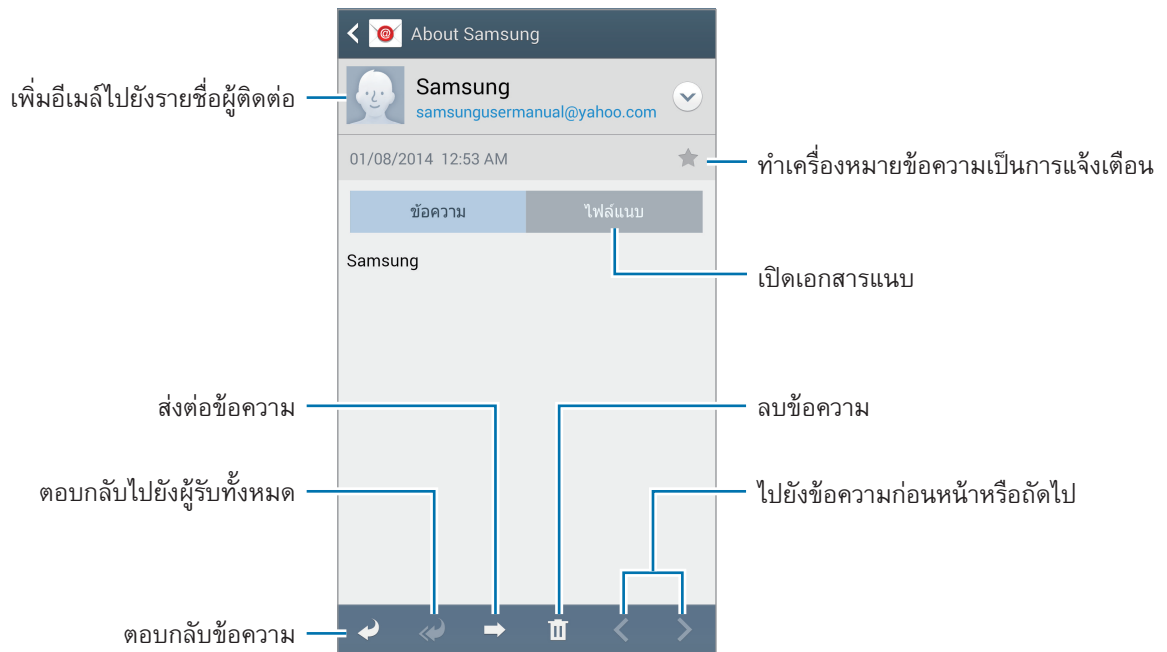 About Samsung
เพิ่มอีเมล์ไปยังรายชื่อผู้ติดต่อ
Samsung
samsungusermanual@yahoo.com
01/08/2014 12:53 AM
ทำเครื่องหมายข้อความเป็นการแจ้งเตือน
ข้อความ
ไฟล์แนบ
Samsung
เปิดเอกสารแนบ
ส่งต่อข้อความ
ลบข้อความ
ตอบกลับไปยังผู้รับทั้งหมด
ไปยังข้อความก่อนหน้าหรือถัดไป
ตอบกลับข้อความ